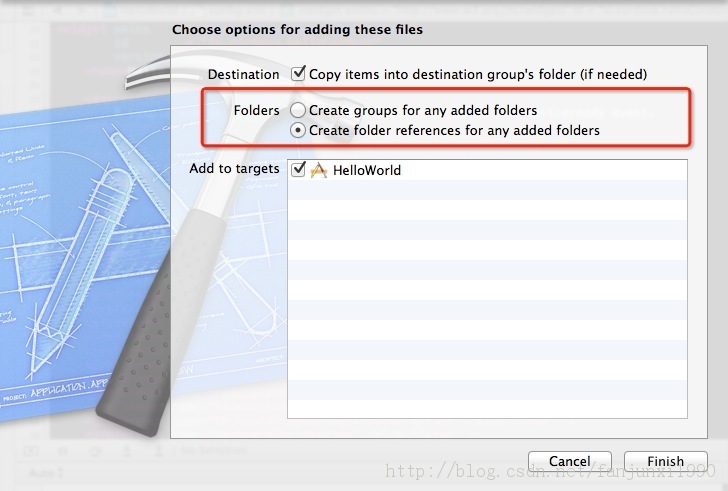 Choose options for adding these files
Destination Copy items into destination group's folder (if needed)
Folders Create groups for any added folders
Create folder references for any added folders
Add to targets HelloWorld
PROJECT: APPLICATION.APP
Cancel Finish
http://blog.csdn.net/fanjunxi1990
Auto